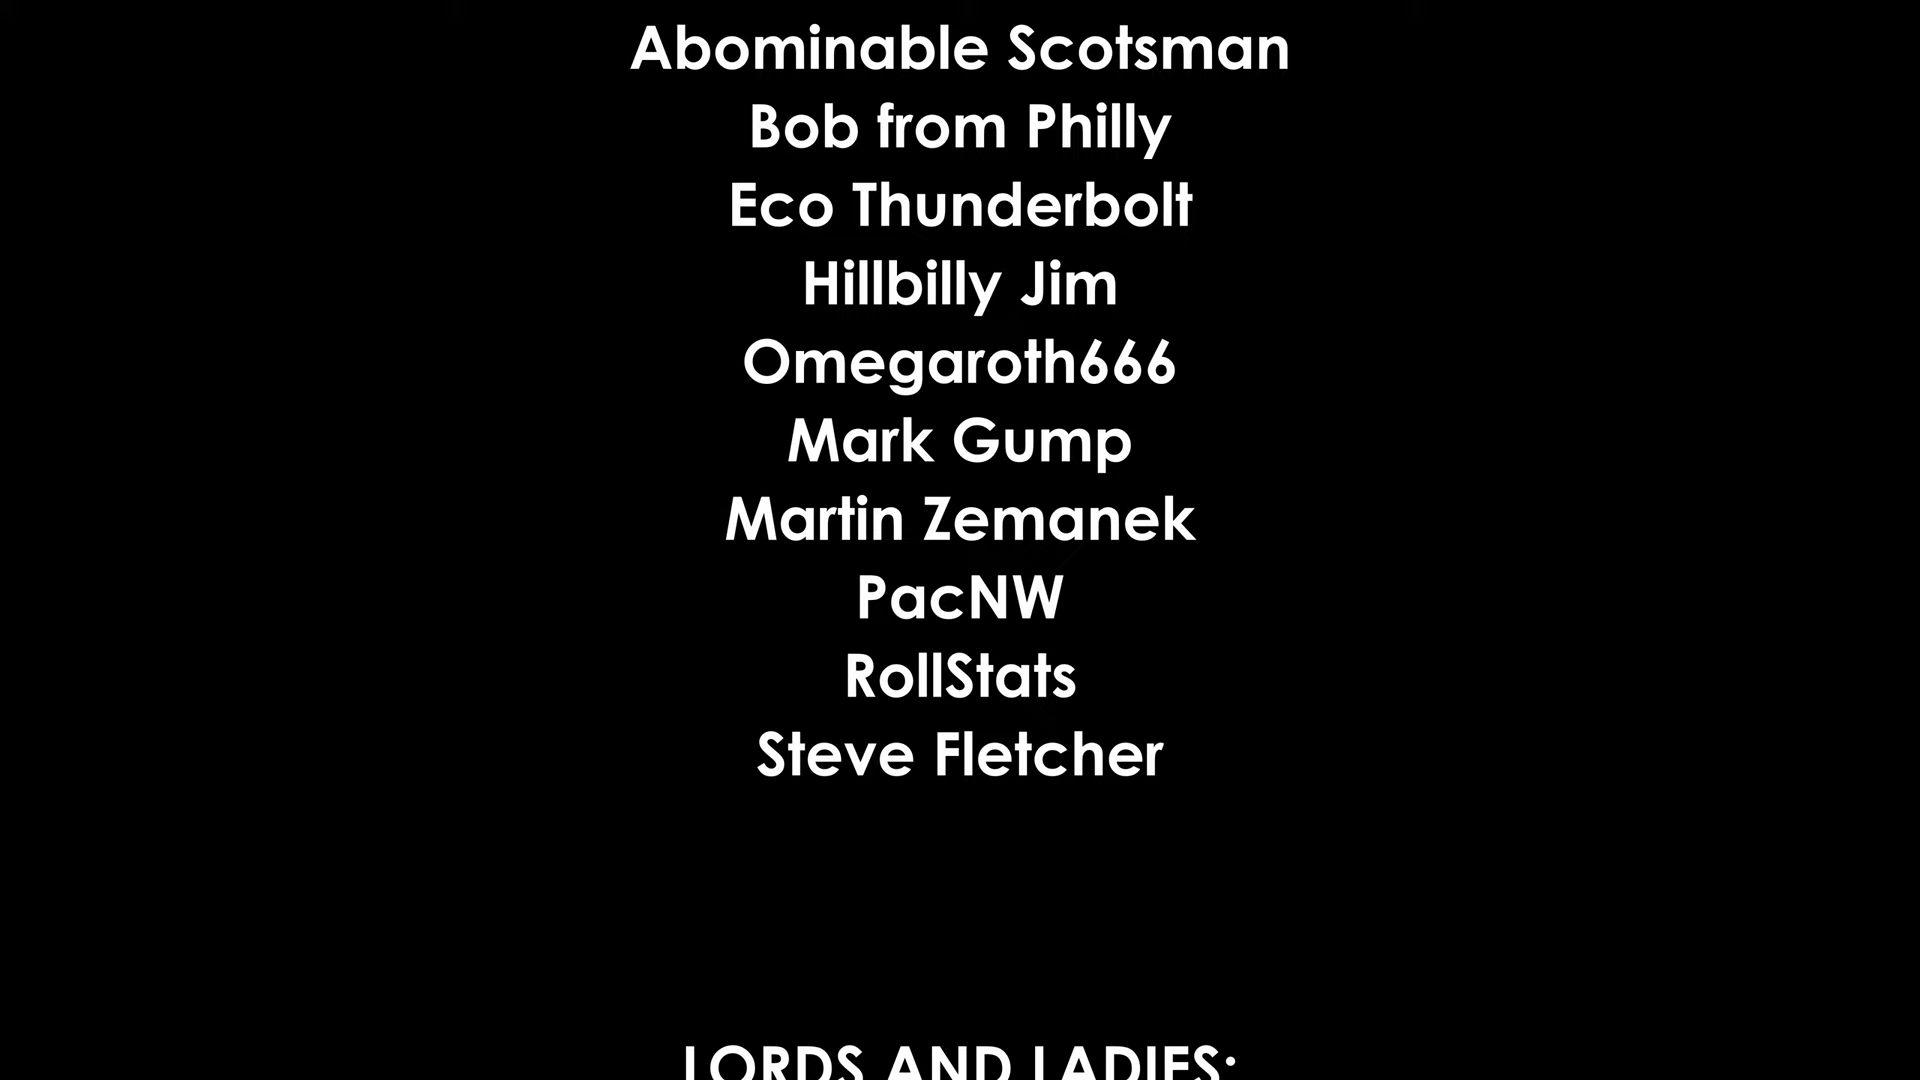 Abominable Scotsman
Bob from Philly
Eco Thunderbolt
Hillbilly Jim
Omegaroth666
Mark Gump
Martin Zemanek
PacNW
RollStats
Steve Fletcher
LORDS AND LADIES: